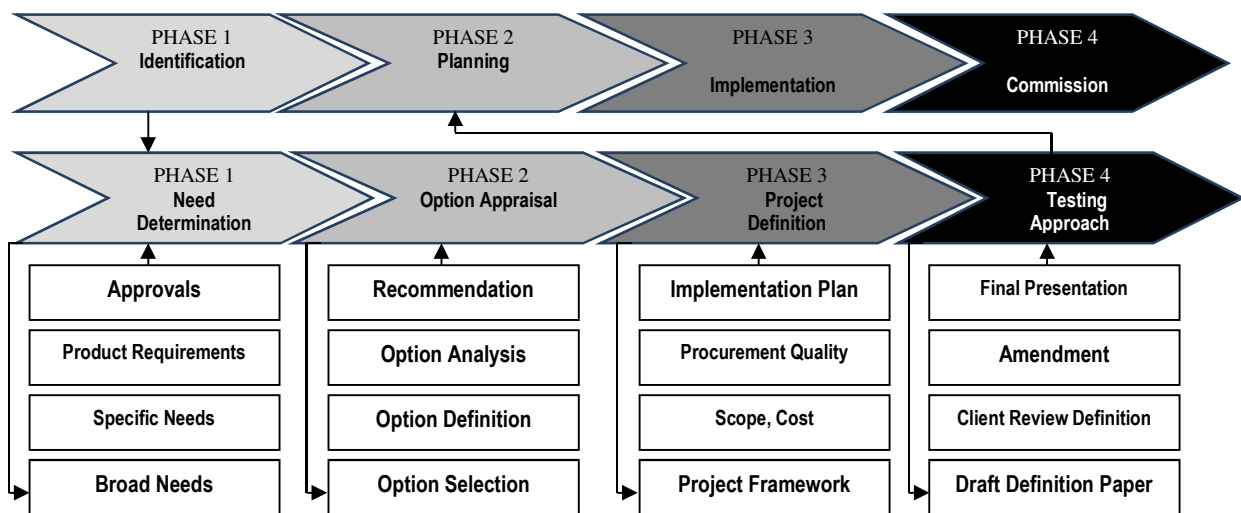 PHASE 1
Identification
PHASE 2
Planning
PHASE 3
Implementation
PHASE 4
Commission
PHASE 1
Need
Determination
PHASE 2
Option Appraisal
PHASE 3
Project
Definition
PHASE 4
Testing
Approach
Approvals
Product Requirements
Specific Needs
Broad Needs
Recommendation
Option Analysis
Option Definition
Option Selection
Implementation Plan
Procurement Quality
Scope, Cost
Project Framework
Final Presentation
Amendment
Client Review Definition
Draft Definition Paper